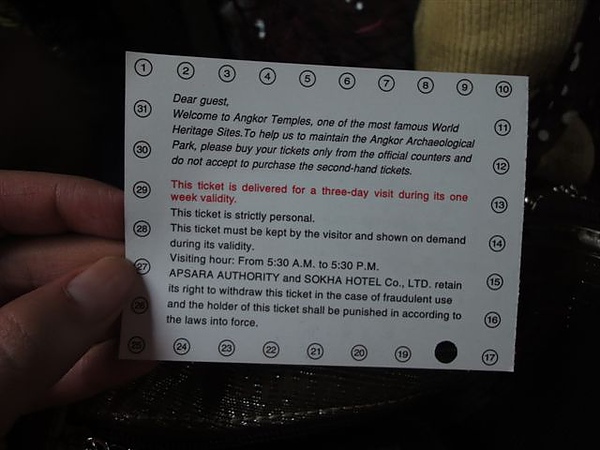 1 2 3 4 5 6 7 8 9 10
31 Dear guest,
Welcome to Angkor Temples, one of the most famous World 11
Heritage Sites.To help us to maintain the Angkor Archaeological
30 Park, please buy your tickets only from the official counters and 12
do not accept to purchase the second-hand tickets.
29 This ticket is delivered for a three-day visit during its one 13
week validity.
This ticket is strictly personal.
28 This ticket must be kept by the visitor and shown on demand 14
during its validity.
27 Visiting hour: From 5:30 A.M. to 5:30 P.M.
APSARA AUTHORITY and SOKHA HOTEL Co., LTD. retain 15
its right to withdraw this ticket in the case of fraudulent use
26 and the holder of this ticket shall be punished in according to 16
the laws into force.
25 24 23 22 21 20 19 17